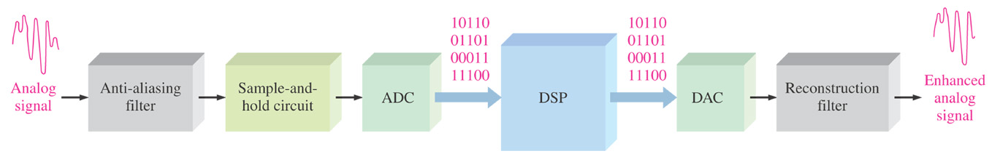 Analog
signal
Anti-aliasing
filter
Sample-and-
hold circuit
ADC
10110
01101
00011
11100
DSP
10110
01101
00011
11100
DAC
Reconstruction
filter
Enhanced
analog
signal